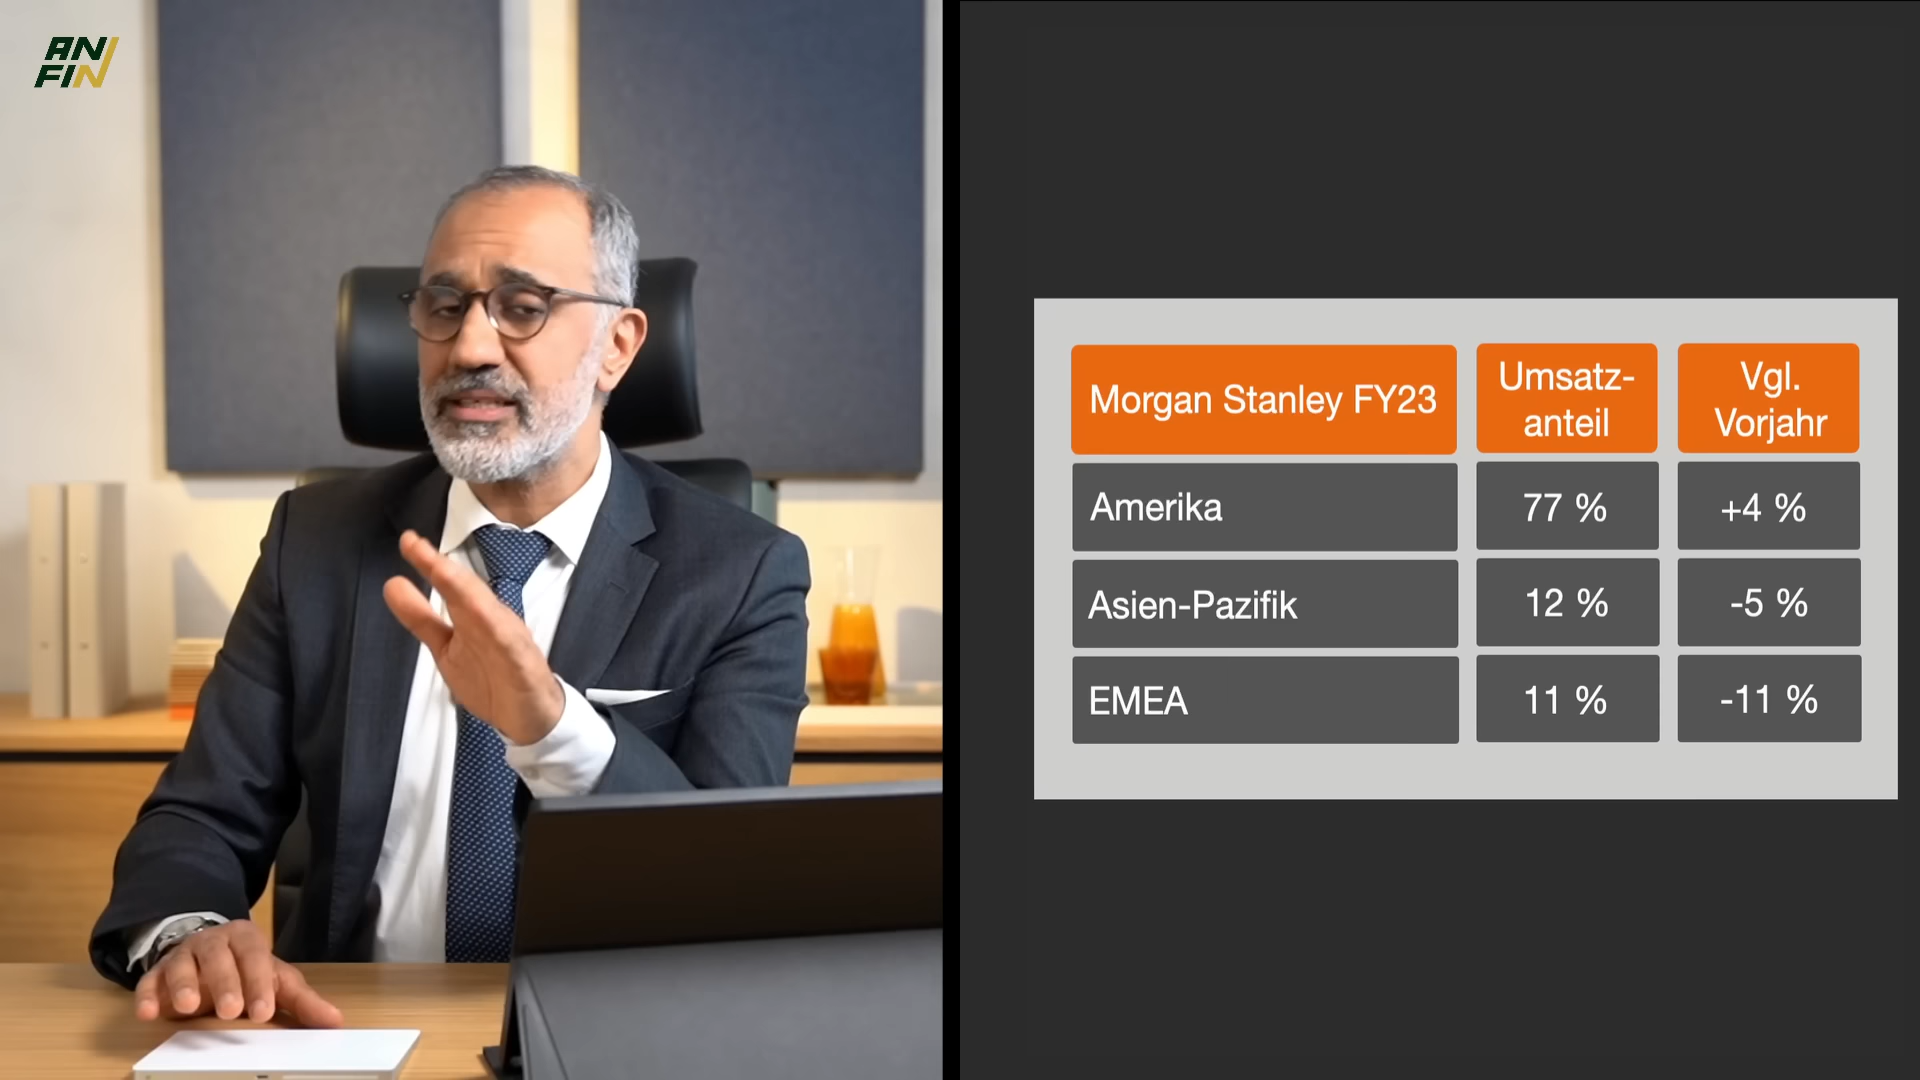 AN
FIN
Morgan Stanley FY23
Umsatz-
anteil
Vgl.
Vorjahr
Amerika
77 %
+4 %
Asien-Pazifik
12 %
-5 %
EMEA
11 %
-11 %